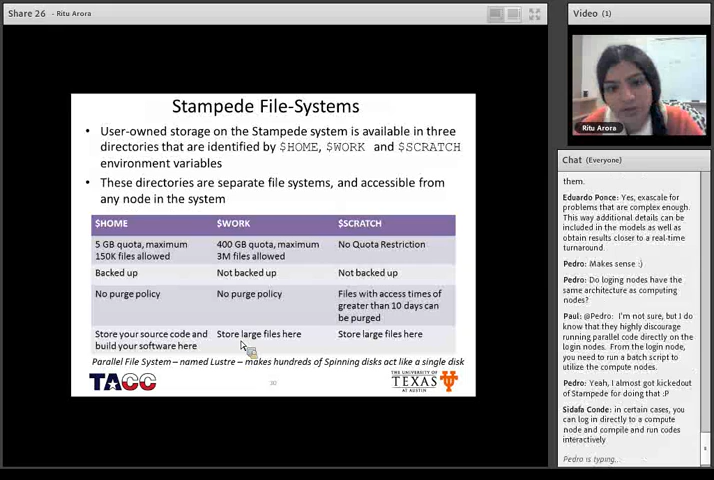 Share 26 - Ritu Arora
Stampede File-Systems
• User-owned storage on the Stampede system is available in three
directories that are identified by $HOME, $WORK and $SCRATCH
environment variables
• These directories are separate file systems, and accessible from
any node in the system
$HOME $WORK $SCRATCH
5 GB quota, maximum 400 GB quota, maximum No Quota Restriction
150K files allowed 3M files allowed
Backed up Not backed up Not backed up
No purge policy No purge policy Files with access times of
greater than 10 days can
be purged
Store your source code and Store large files here Store large files here
build your software here
Parallel File System – named Lustre – makes hundreds of Spinning disks act like a single disk
TACC 30 THE UNIVERSITY OF
TEXAS
AT AUSTIN
Video (1)
Ritu Arora
Chat (Everyone)
them.
Eduardo Ponce: Yes, exascale for
problems that are complex enough.
This way additional details can be
included in the models as well as
obtain results closer to a real-time
turnaround.
Pedro: Makes sense :)
Pedro: Do loging nodes have the
same architecture as computing
nodes?
Paul: @Pedro: I'm not sure, but I do
know that they highly discourage
running parallel code directly on the
login nodes. From the login node,
you need to run a batch script to
utilize the compute nodes.
Pedro: Yeah, I almost got kickedout
of Stampede for doing that :P
Sidafa Conde: in certain cases, you
can log in directly to a compute
node and compile and run codes
interactively
Pedro is typing...